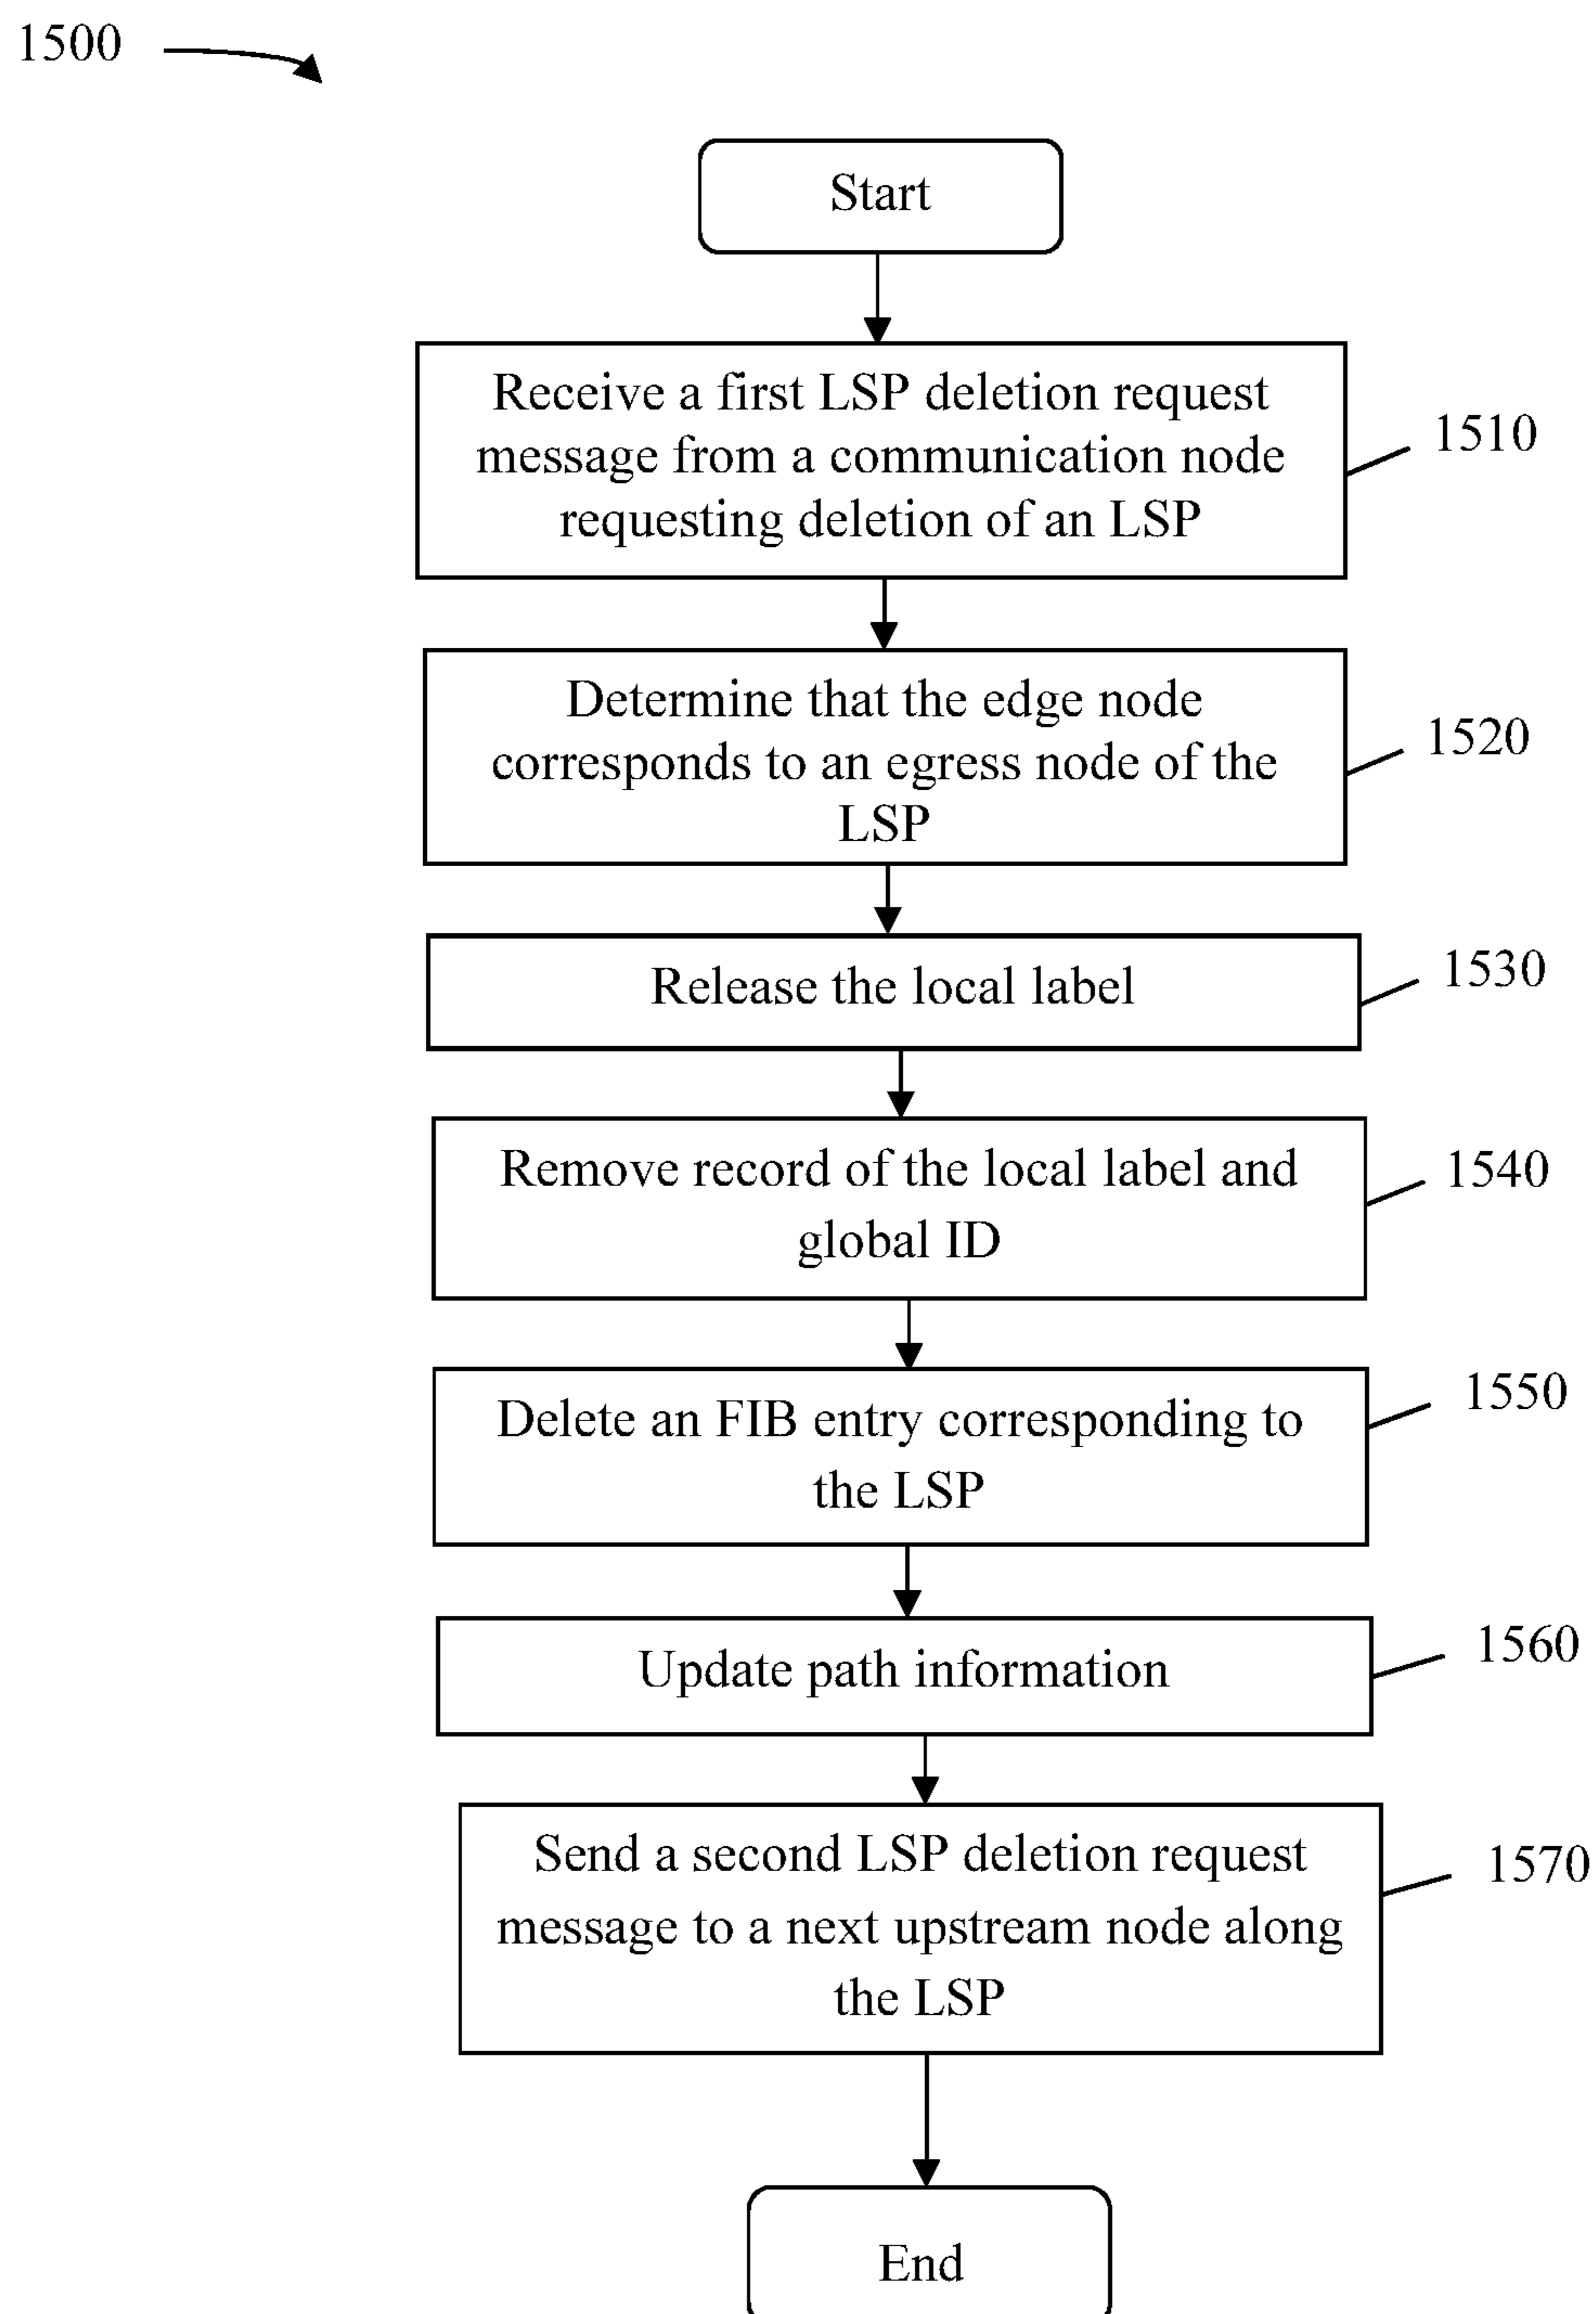 1500
Start
Receive a first LSP deletion request
message from a communication node
requesting deletion of an LSP
1510
Determine that the edge node
corresponds to an egress node of the
LSP
1520
Release the local label
1530
Remove record of the local label and
global ID
1540
Delete an FIB entry corresponding to
the LSP
1550
Update path information
1560
Send a second LSP deletion request
message to a next upstream node along
the LSP
1570
End